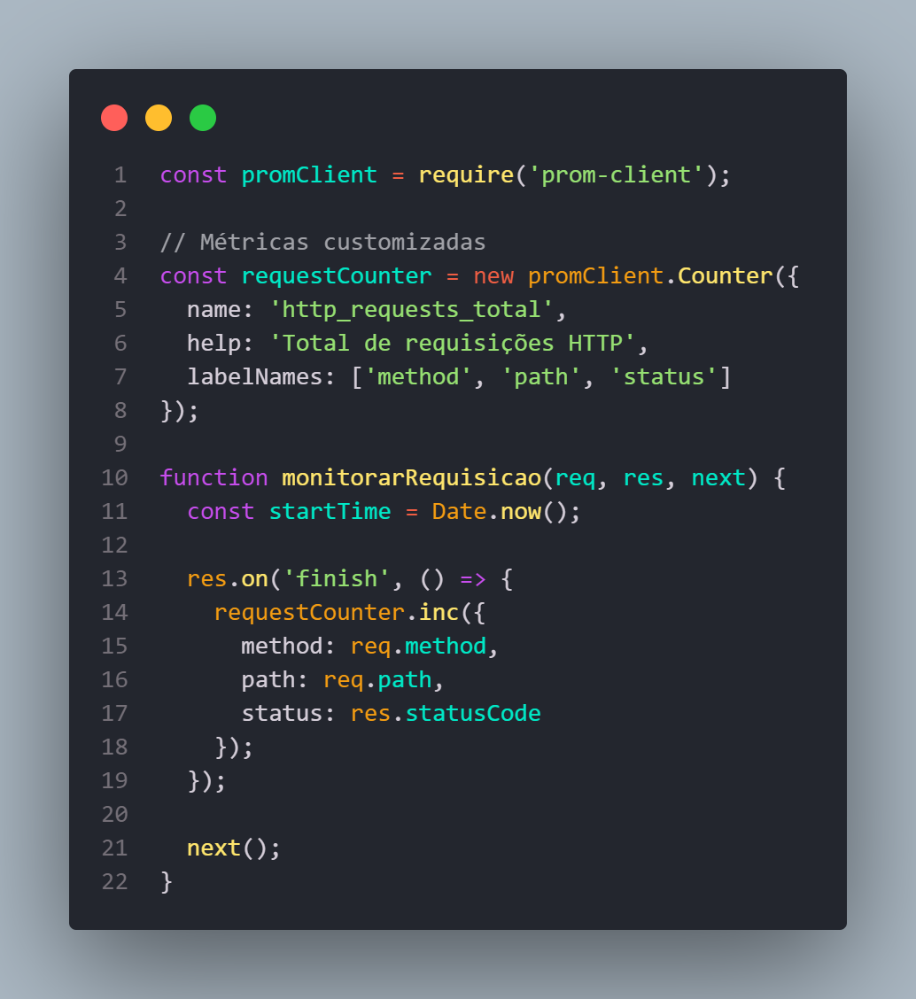 1 const promClient = require('prom-client');
2
3 // Métricas customizadas
4 const requestCounter = new promClient.Counter({
5   name: 'http_requests_total',
6   help: 'Total de requisições HTTP',
7   labelNames: ['method', 'path', 'status']
8 });
9
10 function monitorarRequisicao(req, res, next) {
11   const startTime = Date.now();
12
13   res.on('finish', () => {
14     requestCounter.inc({
15       method: req.method,
16       path: req.path,
17       status: res.statusCode
18     });
19   });
20
21   next();
22 }